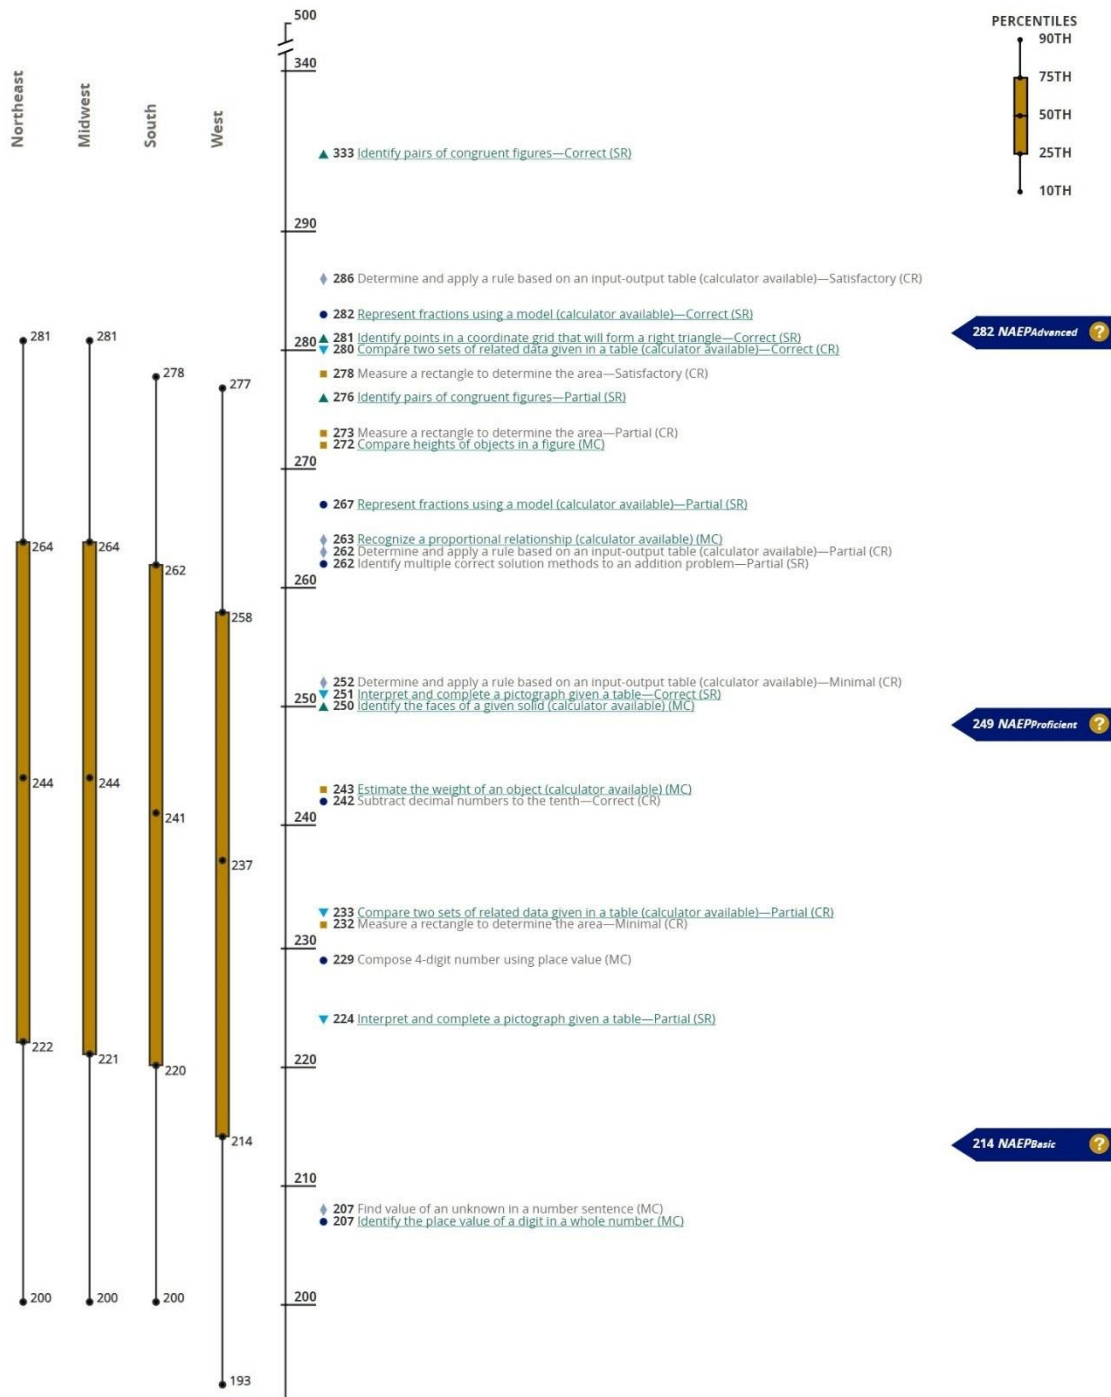 500
PERCENTILES
90TH
75TH
50TH
25TH
10TH
Northeast
Midwest
South
West
340
333 Identify pairs of congruent figures—Correct (SR)
290
286 Determine and apply a rule based on an input-output table (calculator available)—Satisfactory (CR)
282 Represent fractions using a model (calculator available)—Correct (SR)
282 NAEPAdvanced ?
281
281
281 Identify points in a coordinate grid that will form a right triangle—Correct (SR)
280
280 Compare two sets of related data given in a table (calculator available)—Correct (CR)
278
278 Measure a rectangle to determine the area—Satisfactory (CR)
277
276 Identify pairs of congruent figures—Partial (SR)
273 Measure a rectangle to determine the area—Partial (CR)
272 Compare heights of objects in a figure (MC)
270
267 Represent fractions using a model (calculator available)—Partial (SR)
264
264
263 Recognize a proportional relationship (calculator available) (MC)
262 Determine and apply a rule based on an input-output table (calculator available)—Partial (CR)
262
262 Identify multiple correct solution methods to an addition problem—Partial (SR)
260
258
252 Determine and apply a rule based on an input-output table (calculator available)—Minimal (CR)
251 Interpret and complete a pictograph given a table—Correct (SR)
250
250 Identify the faces of a given solid (calculator available) (MC)
249 NAEPProficient ?
244
244
243 Estimate the weight of an object (calculator available) (MC)
242 Subtract decimal numbers to the tenth—Correct (CR)
241
240
237
233 Compare two sets of related data given in a table (calculator available)—Partial (CR)
232 Measure a rectangle to determine the area—Minimal (CR)
230
229 Compose 4-digit number using place value (MC)
224 Interpret and complete a pictograph given a table—Partial (SR)
222
221
220
220
214
214 NAEPBasic ?
210
207 Find value of an unknown in a number sentence (MC)
207 Identify the place value of a digit in a whole number (MC)
200
200
200
200
193